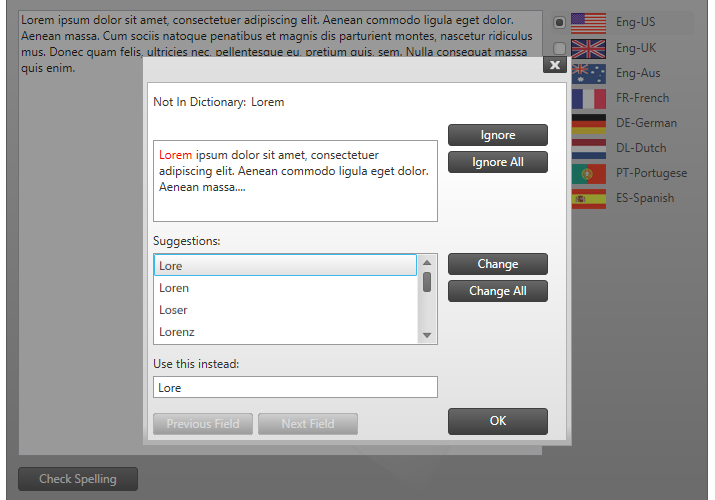 Lorem ipsum dolor sit amet, consectetuer adipiscing elit. Aenean commodo ligula eget dolor.
Aenean massa. Cum sociis natoque penatibus et magnis dis parturient montes, nascetur ridiculus
mus. Donec quam felis, ultricies nec, pellentesque eu, pretium quis, sem. Nulla consequat massa
quis enim.
Eng-US
Eng-UK
Eng-Aus
FR-French
DE-German
DL-Dutch
PT-Portugese
ES-Spanish
Not In Dictionary: Lorem
Ignore
Ignore All
Lorem ipsum dolor sit amet, consectetuer
adipiscing elit. Aenean commodo ligula eget dolor.
Aenean massa....
Suggestions:
Lore
Loren
Loser
Lorenz
Change
Change All
Use this instead:
Lore
Previous Field
Next Field
OK
Check Spelling